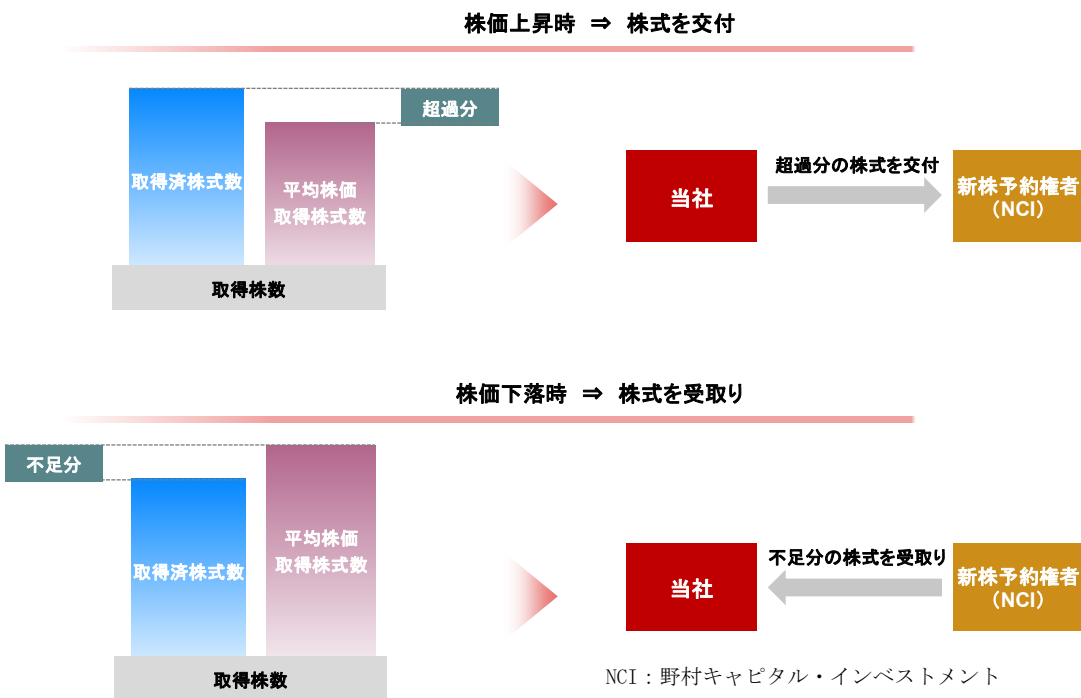 株価上昇時 ⇒ 株式を交付
超過分
取得済株式数
平均株価
取得株式数
取得株数
当社
超過分の株式を交付
新株予約権者
(NCI)
株価下落時 ⇒ 株式を受取り
不足分
取得済株式数
平均株価
取得株式数
取得株数
当社
不足分の株式を受取り
新株予約権者
(NCI)
NCI:野村キャピタル・インベストメント